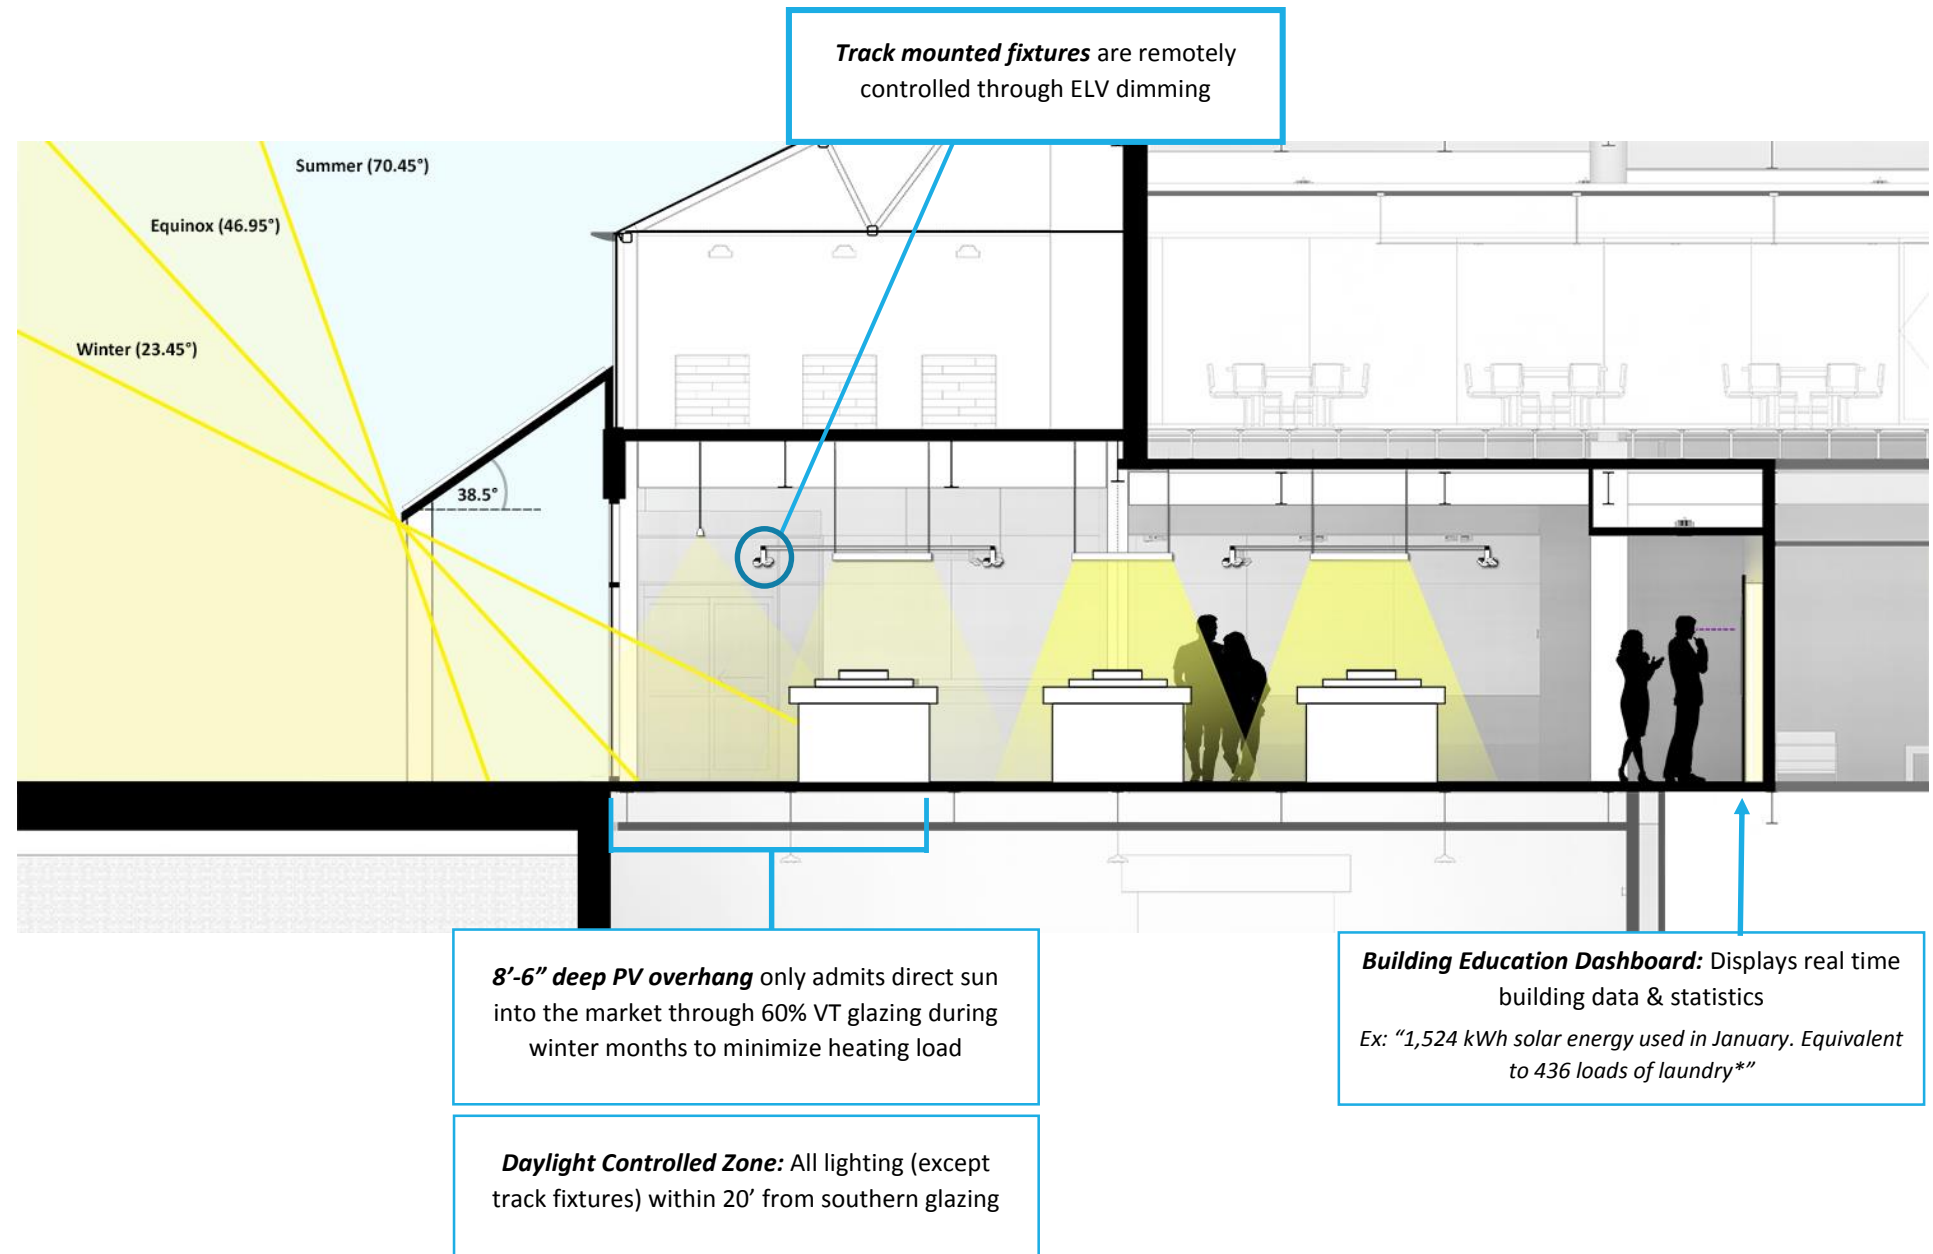 Track mounted fixtures are remotely
controlled through ELV dimming
Summer (70.45°)
Equinox (46.95°)
Winter (23.45°)
38.5°
8’-6” deep PV overhang only admits direct sun
into the market through 60% VT glazing during
winter months to minimize heating load
Building Education Dashboard: Displays real time
building data & statistics
Ex: “1,524 kWh solar energy used in January. Equivalent
to 436 loads of laundry*”
Daylight Controlled Zone: All lighting (except
track fixtures) within 20’ from southern glazing